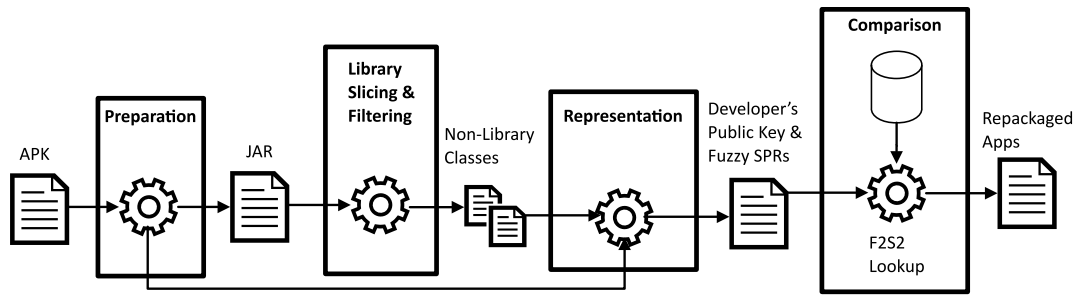 APK
Preparation
JAR
Library
Slicing &
Filtering
Non-Library
Classes
Representation
Developer's
Public Key &
Fuzzy SPRs
Comparison
F2S2
Lookup
Repackaged
Apps